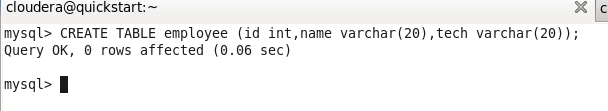 cloudera@quickstart:~
mysql> CREATE TABLE employee (id int,name varchar(20),tech varchar(20));
Query OK, 0 rows affected (0.06 sec)
mysql>